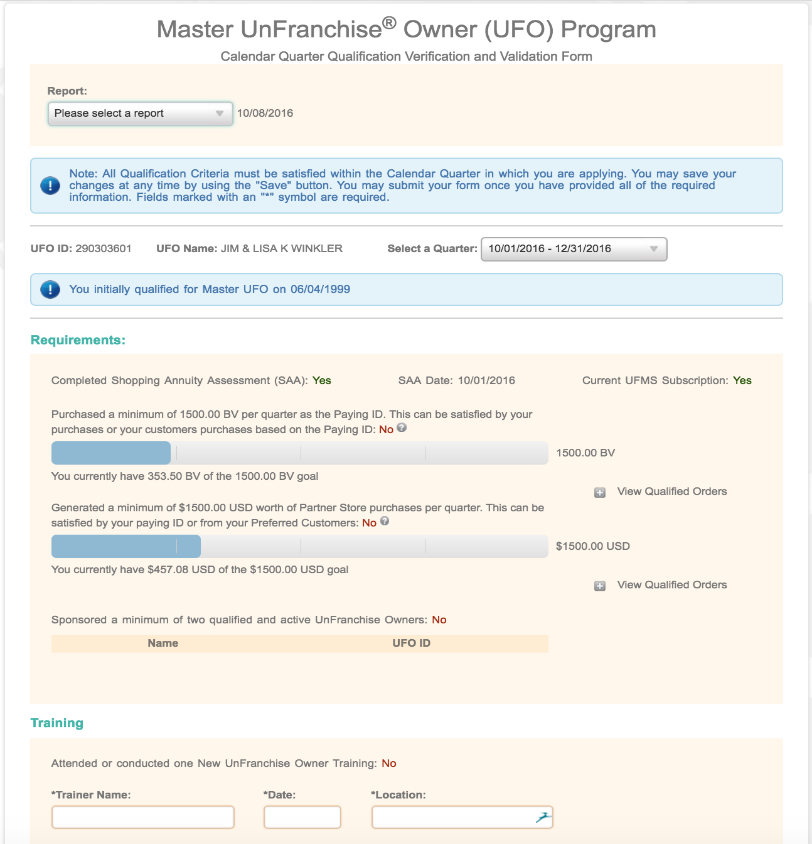 Master UnFranchise® Owner (UFO) Program
Calendar Quarter Qualification Verification and Validation Form
Report:
Please select a report 10/08/2016
Note: All Qualification Criteria must be satisfied within the Calendar Quarter in which you are applying. You may save your
changes at any time by using the "Save" button. You may submit your form once you have provided all of the required
information. Fields marked with an "*" symbol are required.
UFO ID: 290303601 UFO Name: JIM & LISA K WINKLER Select a Quarter: 10/01/2016 - 12/31/2016
You initially qualified for Master UFO on 06/04/1999
Requirements:
Completed Shopping Annuity Assessment (SAA): Yes SAA Date: 10/01/2016 Current UFMS Subscription: Yes
Purchased a minimum of 1500.00 BV per quarter as the Paying ID. This can be satisfied by your
purchases or your customers purchases based on the Paying ID: No ?
1500.00 BV
You currently have 353.50 BV of the 1500.00 BV goal
View Qualified Orders
Generated a minimum of $1500.00 USD worth of Partner Store purchases per quarter. This can be
satisfied by your paying ID or from your Preferred Customers: No ?
$1500.00 USD
You currently have $457.08 USD of the $1500.00 USD goal
View Qualified Orders
Sponsored a minimum of two qualified and active UnFranchise Owners: No
Name UFO ID
Training
Attended or conducted one New UnFranchise Owner Training: No
*Trainer Name: *Date: *Location: